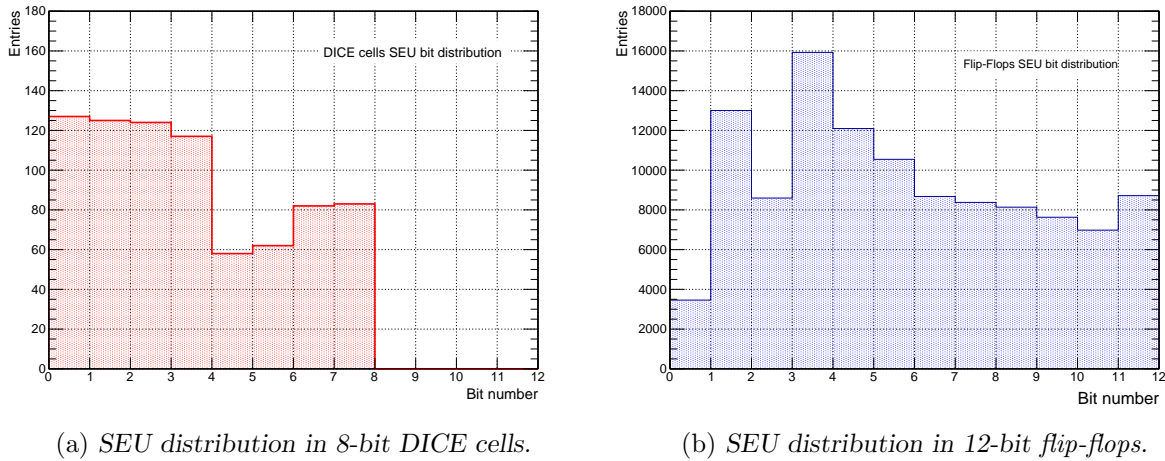 Entries
180
160
140
120
100
80
60
40
20
0
DICE cells SEU bit distribution
0 1 2 3 4 5 6 7 8 9 10 11 12
Bit number
(a) SEU distribution in 8-bit DICE cells.
Entries
18000
16000
14000
12000
10000
8000
6000
4000
2000
0
Flip-Flops SEU bit distribution
0 1 2 3 4 5 6 7 8 9 10 11 12
Bit number
(b) SEU distribution in 12-bit flip-flops.